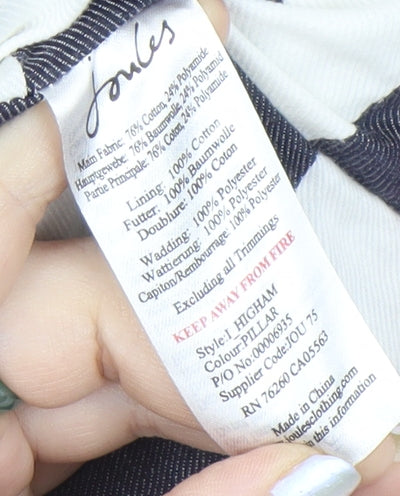 Joules
Main Fabric: 76% Cotton, 24% Polyamide
Hauptgewebe: 76% Baumwolle, 24% Polyamid
Partie Principale: 76% Coton, 24% Polyamide
Lining: 100% Cotton
Futter: 100% Baumwolle
Doublure: 100% Coton
Wadding: 100% Polyester
Wattierung: 100% Polyester
Capiton/Rembourrage: 100% Polyester
Excluding all Trimmings
KEEP AWAY FROM FIRE
Style:L HIGHAM
Colour:PILLAR
P/O No:00006935
Supplier Code:JOU 75
RN 76260 CA05563
Made in China
joulesclothing.com
this information